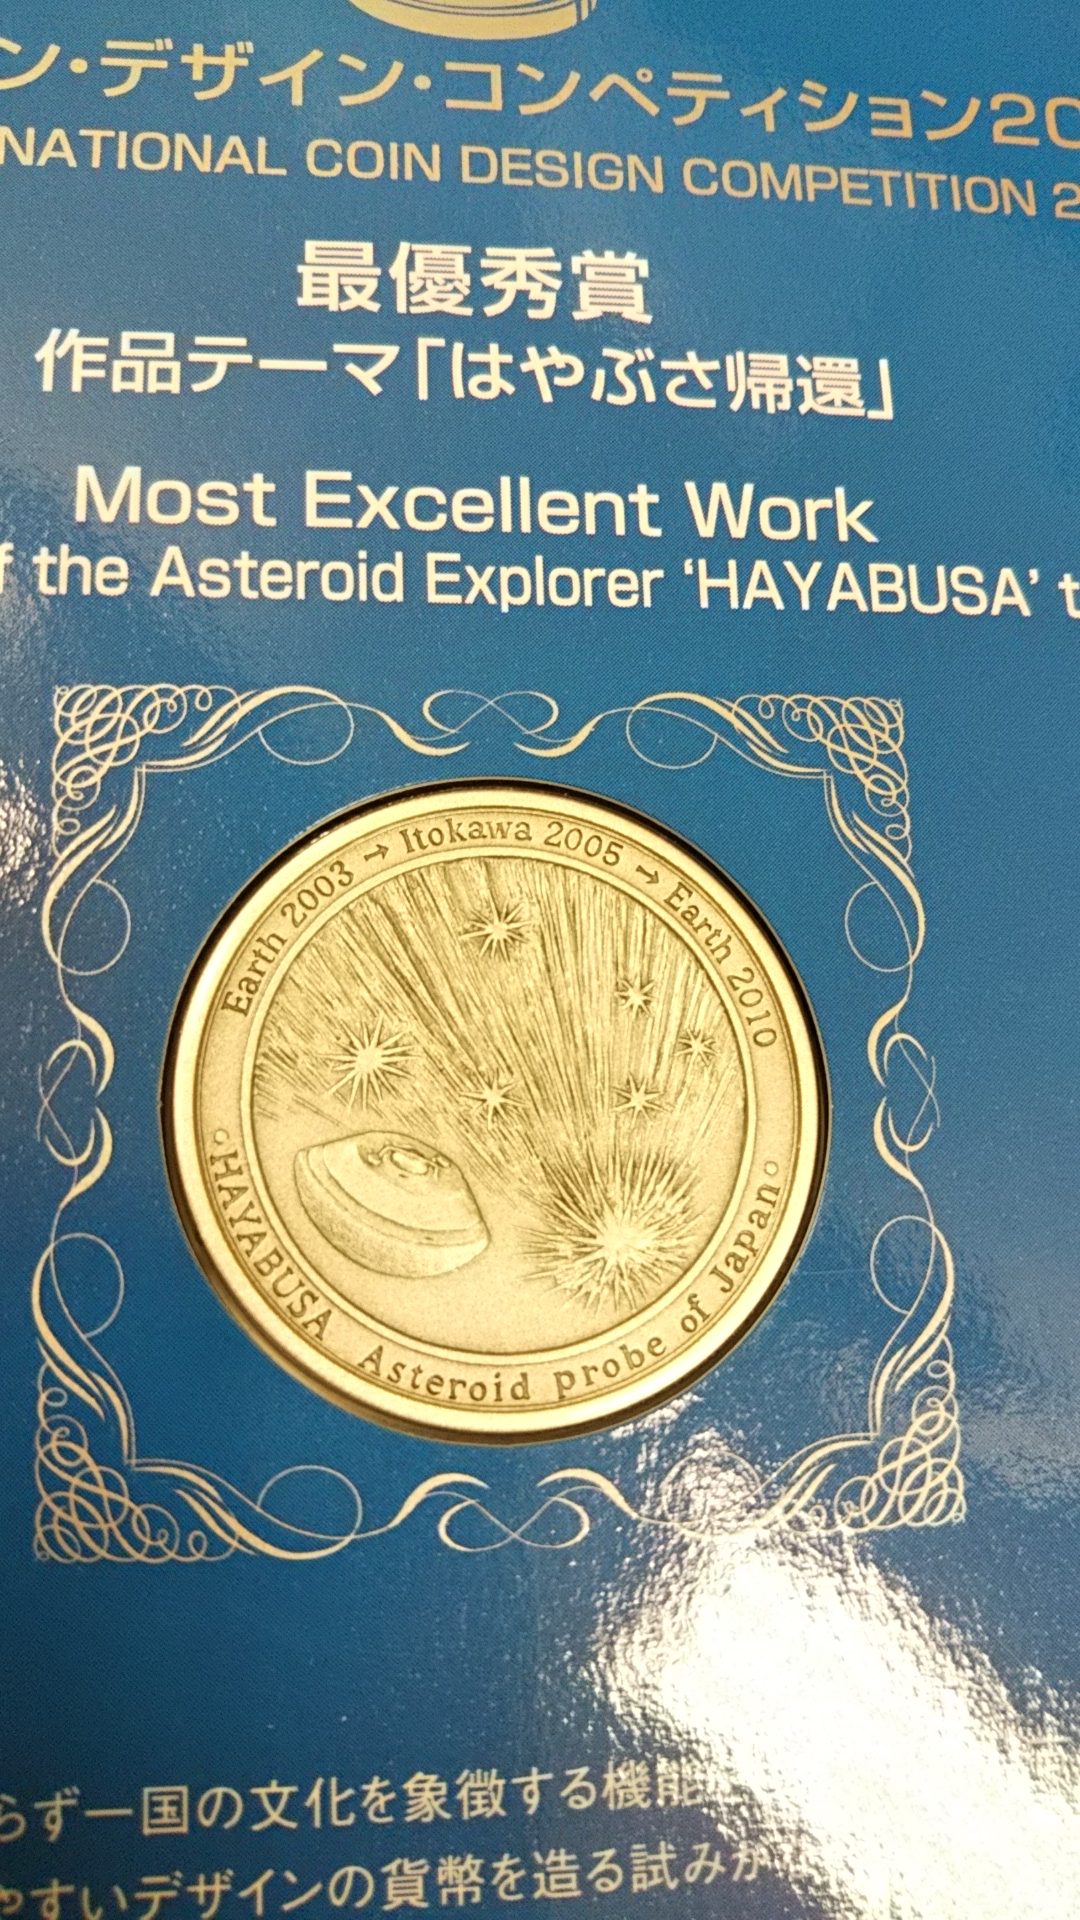 ン・デザイン・コンペティション20
NATIONAL COIN DESIGN COMPETITION 2
最優秀賞
作品テーマ「はやぶさ帰還」
Most Excellent Work
f the Asteroid Explorer ‘HAYABUSA’ t
Earth 2003 → Itokawa 2005 → Earth 2010
HAYABUSA Asteroid probe of Japan
らず一国の文化を象徴する機能
やすいデザインの貨幣を造る試みが